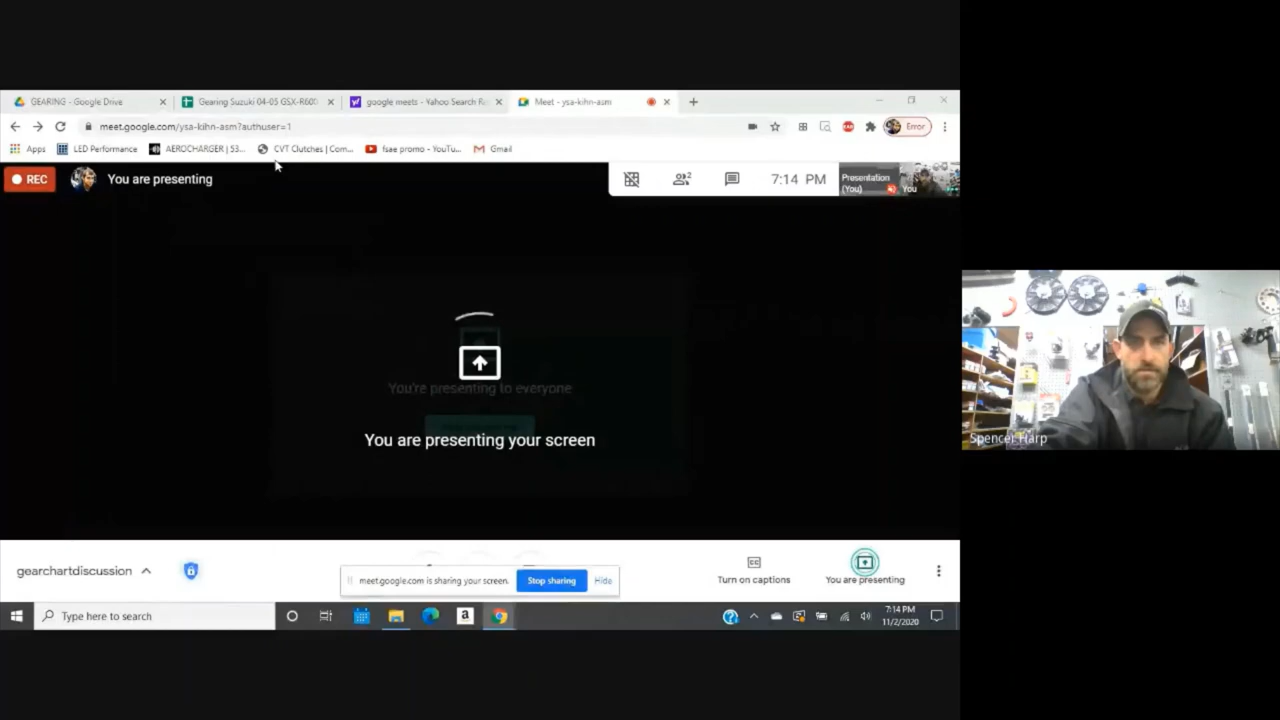 GEARING - Google Drive
Gearing Suzuki 04-05 GSX-R600
google meets - Yahoo Search Re
Meet - ysa-kihn-asm
meet.google.com/ysa-kihn-asm?authuser=1
Error
Apps
LED Performance
AEROCHARGER | 53...
CVT Clutches | Com...
fsae promo - YouTu...
Gmail
REC
You are presenting
2
7:14 PM
Presentation
(You)
You
You're presenting to everyone
You are presenting your screen
Spencer Harp
gearchartdiscussion
meet.google.com is sharing your screen.
Stop sharing
Hide
CC
Turn on captions
You are presenting
Type here to search
a
7:14 PM
11/2/2020